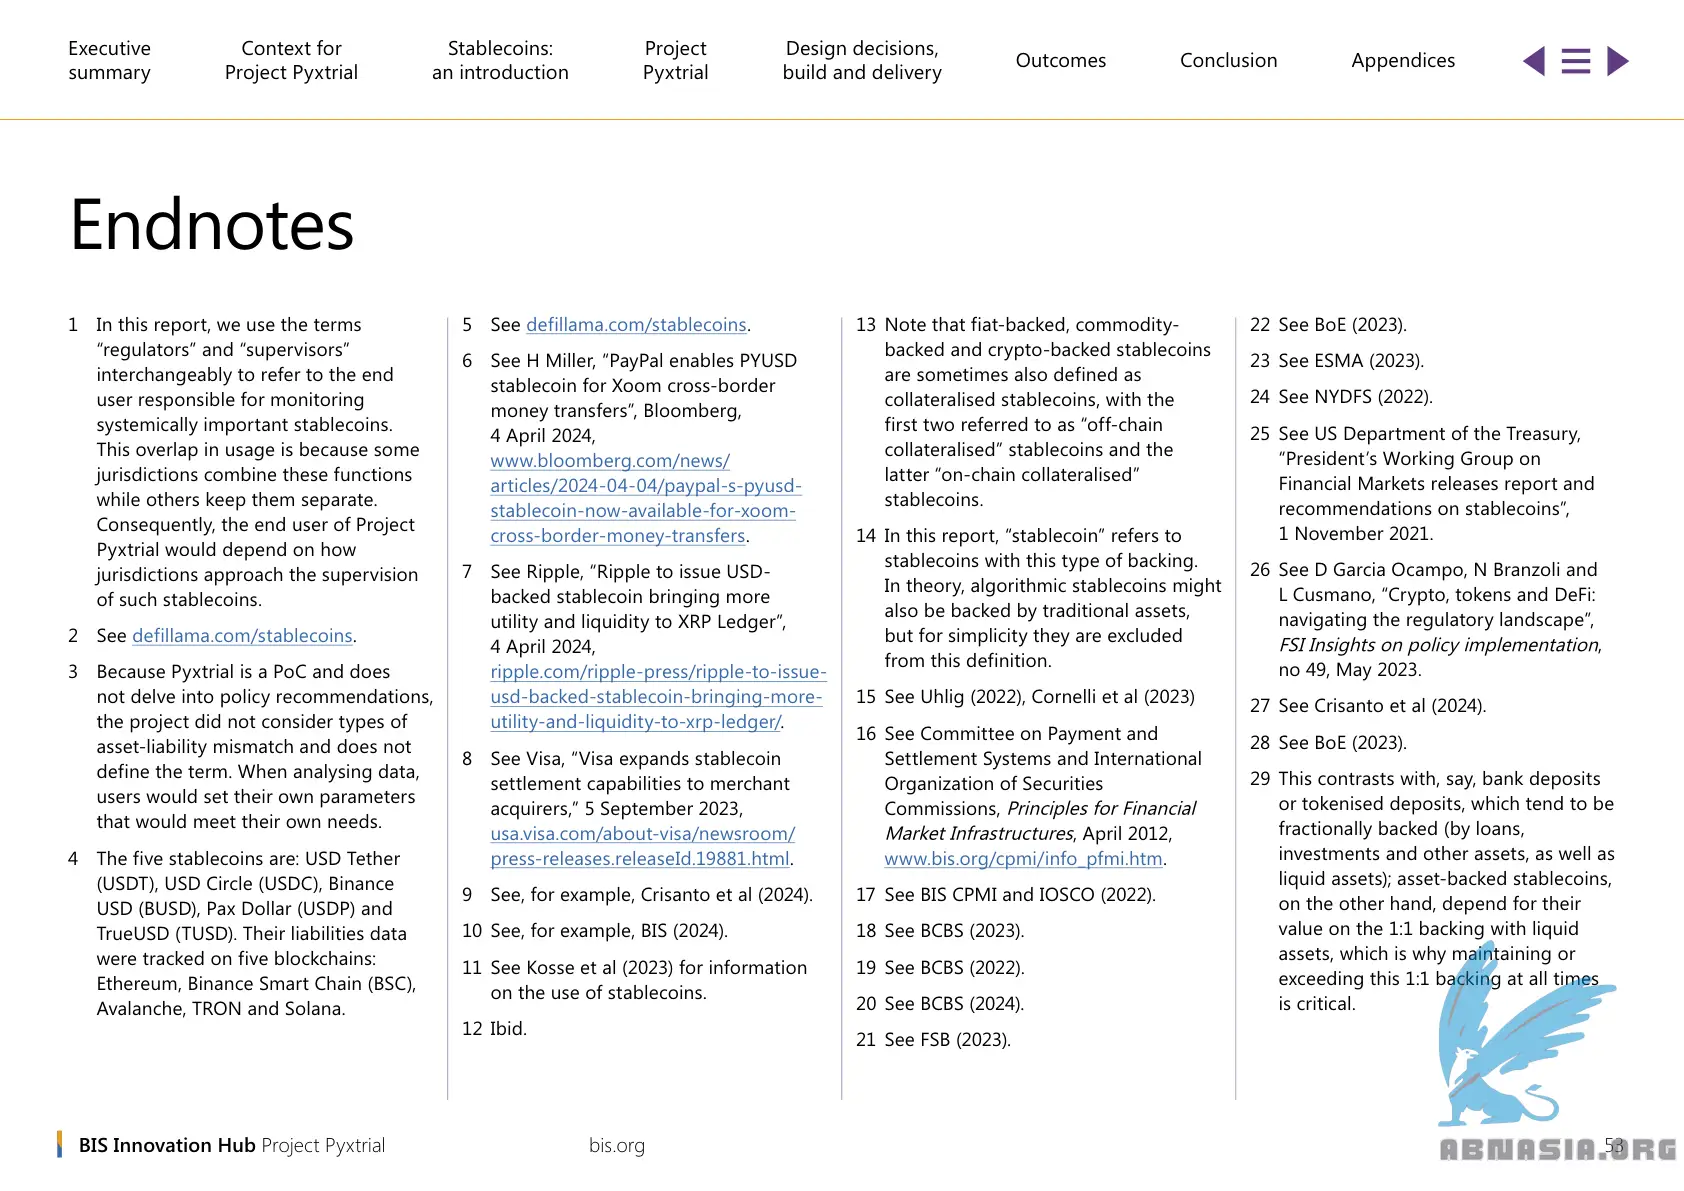 Executive
summary
Context for
Project Pyxtrial
Stablecoins:
an introduction
Project
Pyxtrial
Design decisions,
build and delivery
Outcomes
Conclusion
Appendices
Endnotes
1 In this report, we use the terms
“regulators” and “supervisors”
interchangeably to refer to the end
user responsible for monitoring
systemically important stablecoins.
This overlap in usage is because some
jurisdictions combine these functions
while others keep them separate.
Consequently, the end user of Project
Pyxtrial would depend on how
jurisdictions approach the supervision
of such stablecoins.
2 See defillama.com/stablecoins.
3 Because Pyxtrial is a PoC and does
not delve into policy recommendations,
the project did not consider types of
asset-liability mismatch and does not
define the term. When analysing data,
users would set their own parameters
that would meet their own needs.
4 The five stablecoins are: USD Tether
(USDT), USD Circle (USDC), Binance
USD (BUSD), Pax Dollar (USDP) and
TrueUSD (TUSD). Their liabilities data
were tracked on five blockchains:
Ethereum, Binance Smart Chain (BSC),
Avalanche, TRON and Solana.
5 See defillama.com/stablecoins.
6 See H Miller, “PayPal enables PYUSD
stablecoin for Xoom cross-border
money transfers”, Bloomberg,
4 April 2024,
www.bloomberg.com/news/
articles/2024-04-04/paypal-s-pyusd-
stablecoin-now-available-for-xoom-
cross-border-money-transfers.
7 See Ripple, “Ripple to issue USD-
backed stablecoin bringing more
utility and liquidity to XRP Ledger”,
4 April 2024,
ripple.com/ripple-press/ripple-to-issue-
usd-backed-stablecoin-bringing-more-
utility-and-liquidity-to-xrp-ledger/.
8 See Visa, “Visa expands stablecoin
settlement capabilities to merchant
acquirers,” 5 September 2023,
usa.visa.com/about-visa/newsroom/
press-releases.releaseId.19881.html.
9 See, for example, Crisanto et al (2024).
10 See, for example, BIS (2024).
11 See Kosse et al (2023) for information
on the use of stablecoins.
12 Ibid.
13 Note that fiat-backed, commodity-
backed and crypto-backed stablecoins
are sometimes also defined as
collateralised stablecoins, with the
first two referred to as “off-chain
collateralised” stablecoins and the
latter “on-chain collateralised”
stablecoins.
14 In this report, “stablecoin” refers to
stablecoins with this type of backing.
In theory, algorithmic stablecoins might
also be backed by traditional assets,
but for simplicity they are excluded
from this definition.
15 See Uhlig (2022), Cornelli et al (2023)
16 See Committee on Payment and
Settlement Systems and International
Organization of Securities
Commissions, Principles for Financial
Market Infrastructures, April 2012,
www.bis.org/cpmi/info_pfmi.htm.
17 See BIS CPMI and IOSCO (2022).
18 See BCBS (2023).
19 See BCBS (2022).
20 See BCBS (2024).
21 See FSB (2023).
22 See BoE (2023).
23 See ESMA (2023).
24 See NYDFS (2022).
25 See US Department of the Treasury,
“President’s Working Group on
Financial Markets releases report and
recommendations on stablecoins”,
1 November 2021.
26 See D Garcia Ocampo, N Branzoli and
L Cusmano, “Crypto, tokens and DeFi:
navigating the regulatory landscape”,
FSI Insights on policy implementation,
no 49, May 2023.
27 See Crisanto et al (2024).
28 See BoE (2023).
29 This contrasts with, say, bank deposits
or tokenised deposits, which tend to be
fractionally backed (by loans,
investments and other assets, as well as
liquid assets); asset-backed stablecoins,
on the other hand, depend for their
value on the 1:1 backing with liquid
assets, which is why maintaining or
exceeding this 1:1 backing at all times
is critical.
BIS Innovation Hub Project Pyxtrial
bis.org
53
ABNASIA.ORG